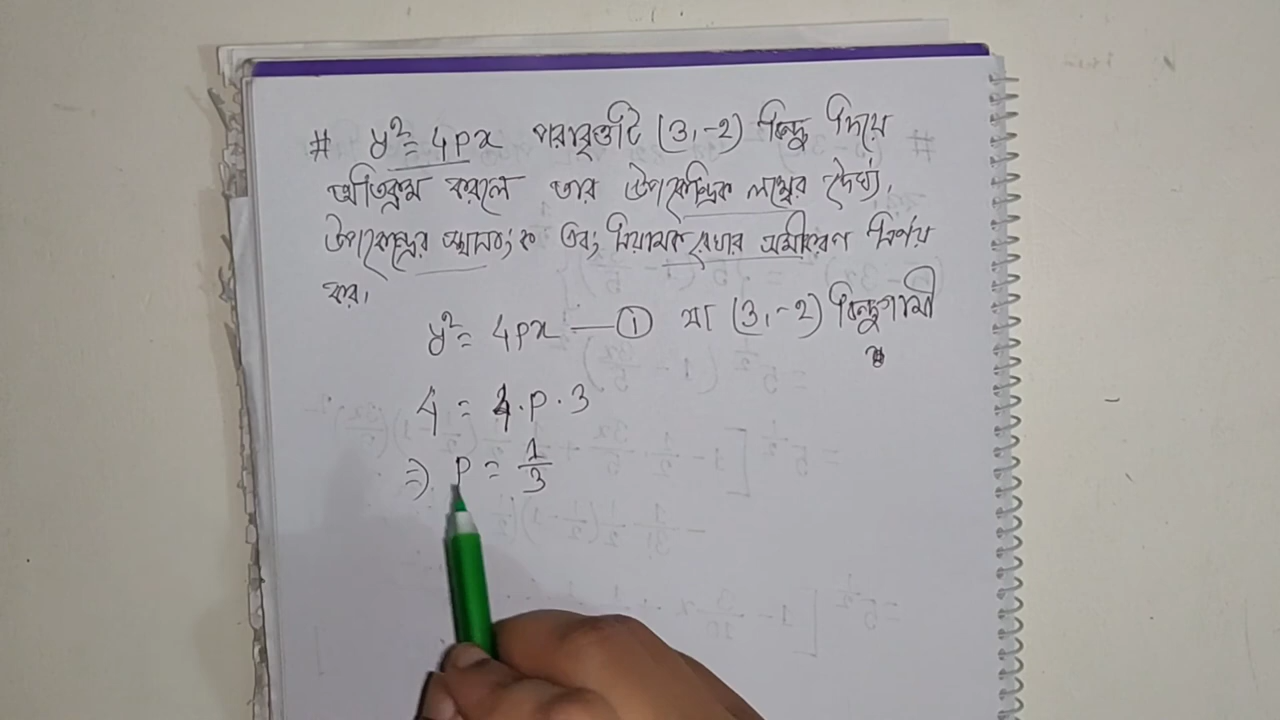 # y² = 4px পরাবৃত্তটি (3,-2) বিন্দু দিয়ে
অতিক্রম করলে তার উপকেন্দ্রিক লম্বের দৈর্ঘ্য,
উপকেন্দ্রের স্থানাংক এবং নিয়ামক রেখার সমীকরণ নির্ণয়
কর।
y² = 4px —① যা (3,-2) বিন্দুগামী
4 = 4.p.3
⇒ p = 1/3